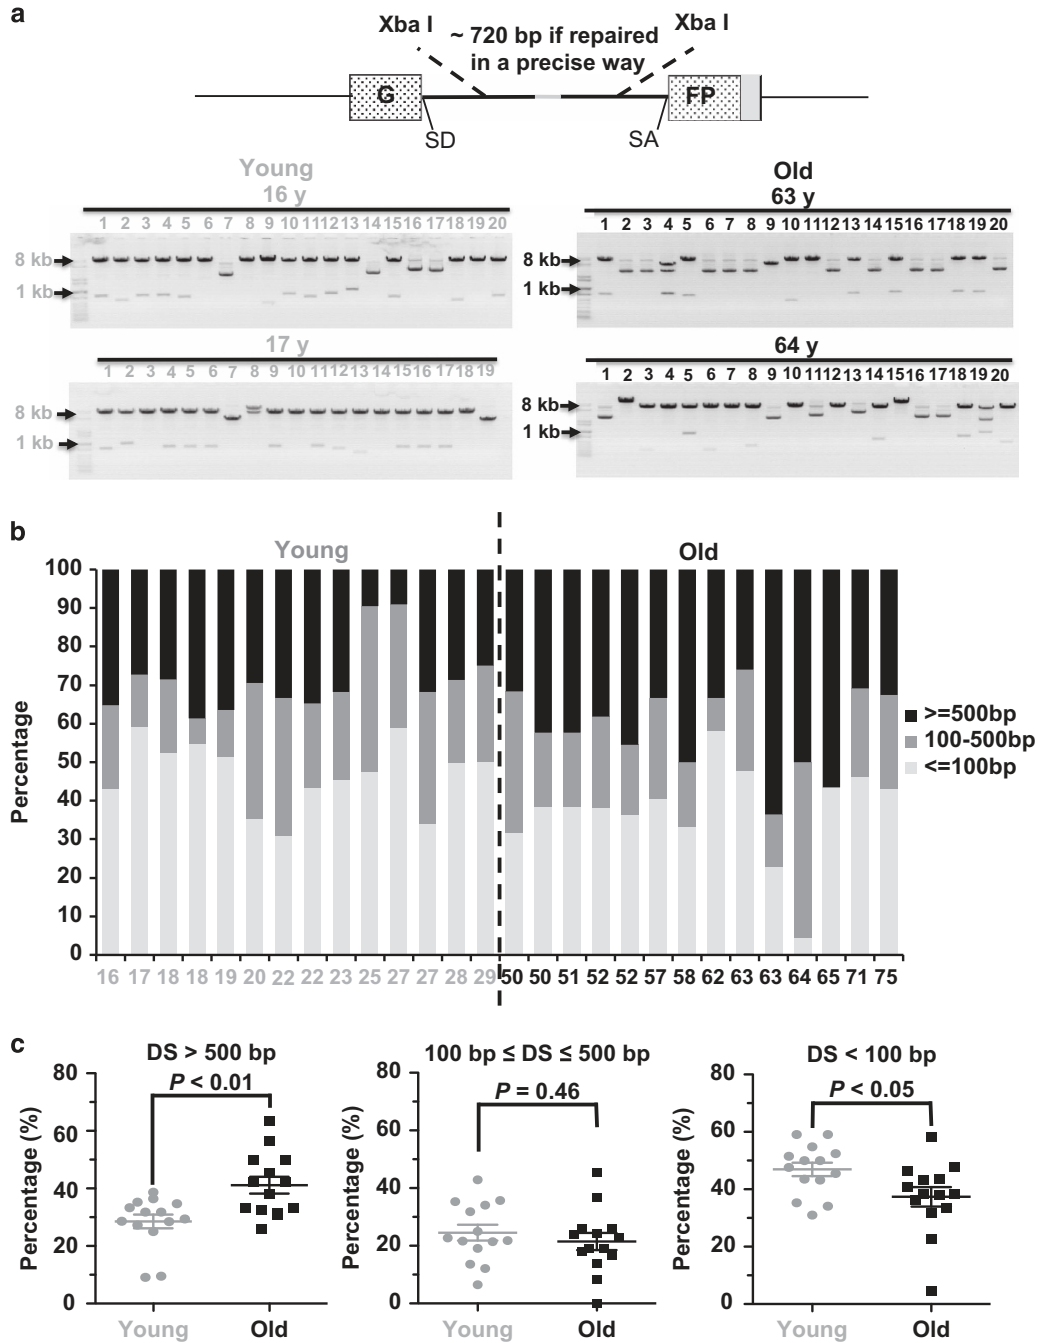 a
Xba I
~ 720 bp if repaired
in a precise way
Xba I
G
FP
SD
SA
Young
16 y
1 2 3 4 5 6 7 8 9 10 11 12 13 14 15 16 17 18 19 20
8 kb
1 kb
Old
63 y
1 2 3 4 5 6 7 8 9 10 11 12 13 14 15 16 17 18 19 20
8 kb
1 kb
17 y
1 2 3 4 5 6 7 8 9 10 11 12 13 14 15 16 17 18 19
8 kb
1 kb
64 y
1 2 3 4 5 6 7 8 9 10 11 12 13 14 15 16 17 18 19 20
8 kb
1 kb
b
Young
Old
Percentage
100
90
80
70
60
50
40
30
20
10
0
16 17 18 18 19 20 22 22 23 25 27 27 28 29 50 50 51 52 52 57 58 62 63 63 64 65 71 75
>=500bp
100-500bp
<=100bp
c
DS > 500 bp
P < 0.01
Percentage (%)
80
60
40
20
0
Young Old
100 bp ≤ DS ≤ 500 bp
P = 0.46
Percentage (%)
80
60
40
20
0
Young Old
DS < 100 bp
P < 0.05
Percentage (%)
80
60
40
20
0
Young Old